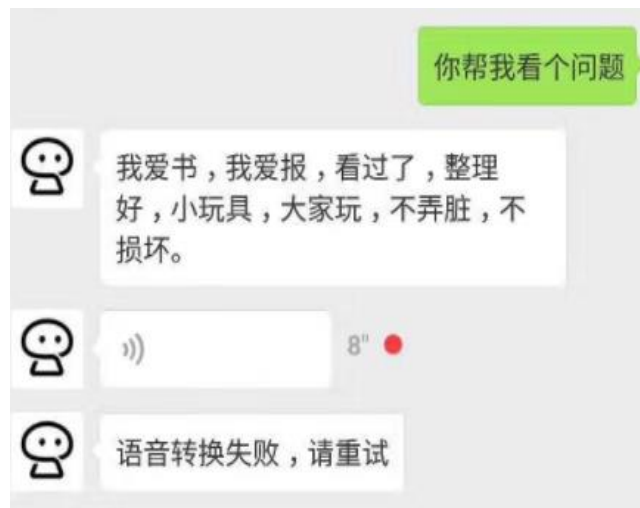 你帮我看个问题
我爱书，我爱报，看过了，整理
好，小玩具，大家玩，不弄脏，不
损坏。
8"
语音转换失败，请重试